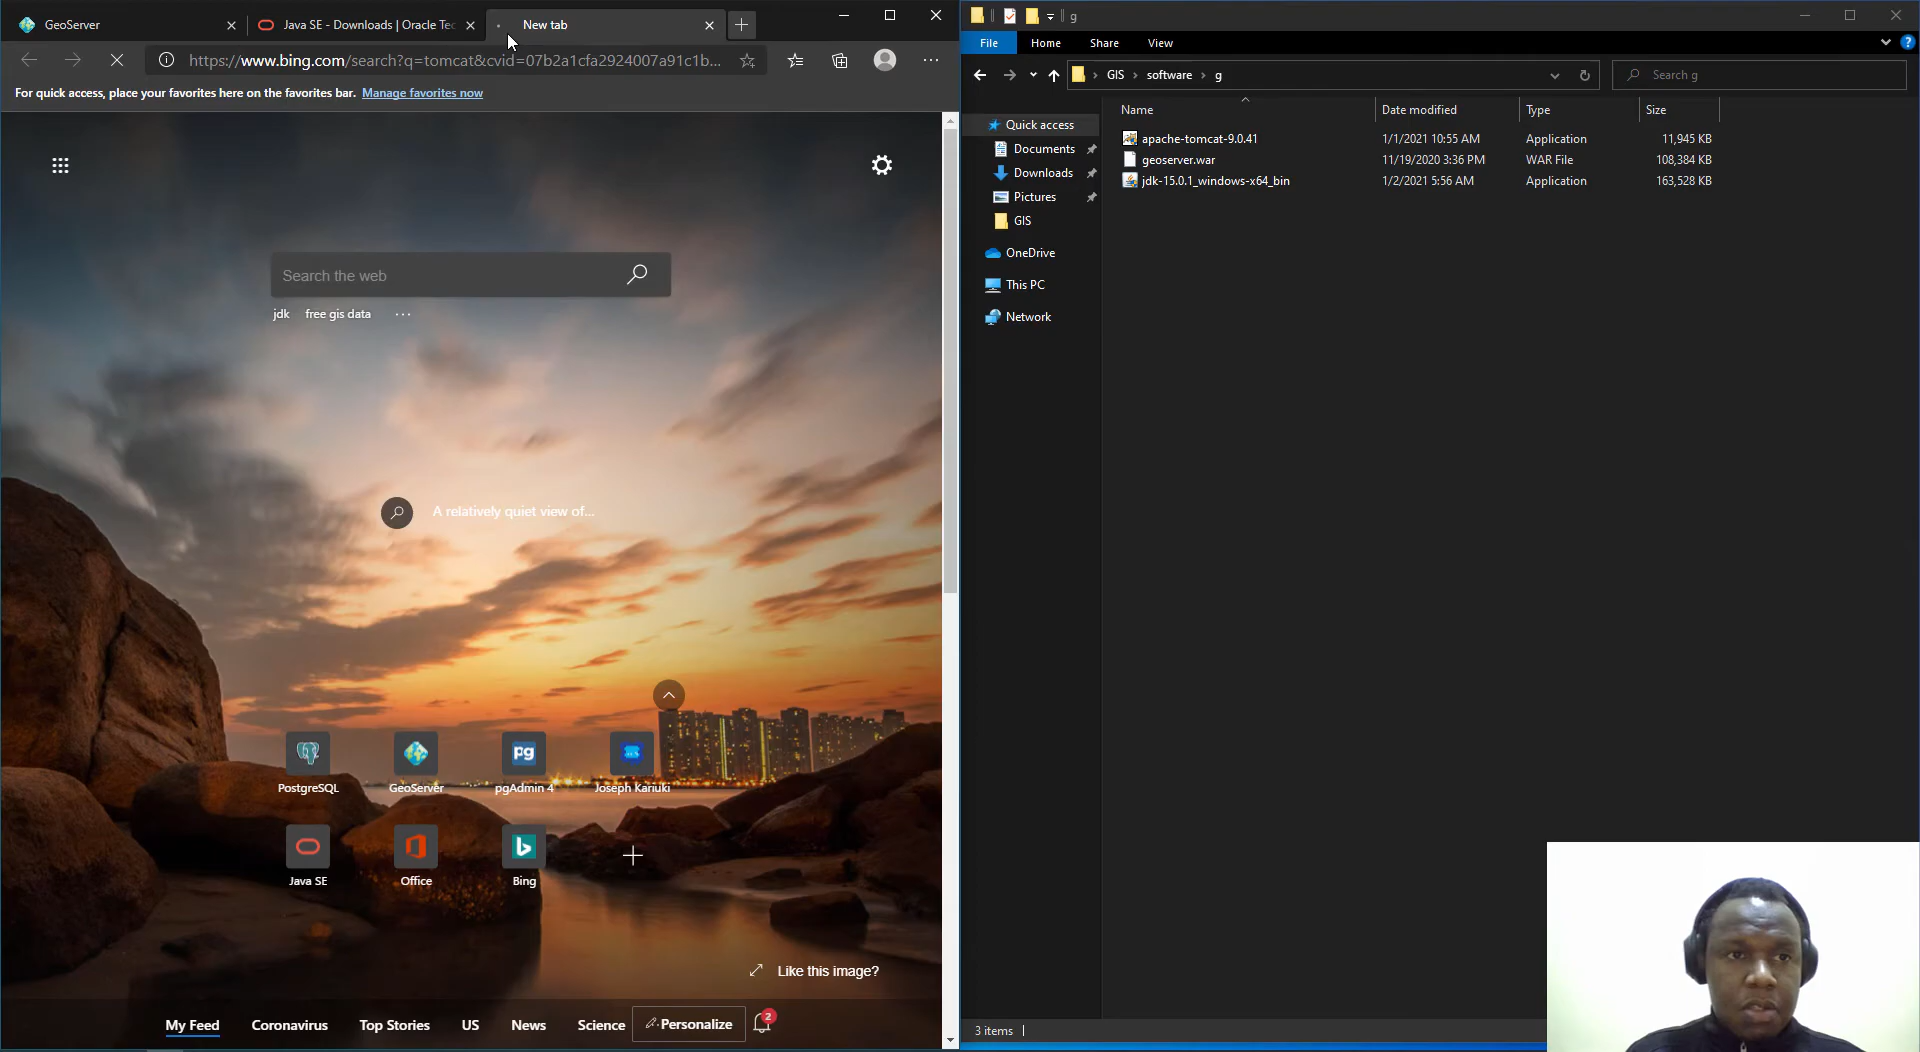 GeoServer
Java SE - Downloads | Oracle Tec
New tab
https://www.bing.com/search?q=tomcat&cvid=07b2a1cfa2924007a91c1b...
For quick access, place your favorites here on the favorites bar. Manage favorites now
Search the web
jdk free gis data ...
A relatively quiet view of...
PostgreSQL GeoServer pgAdmin 4 Joseph Kariuki
Java SE Office Bing
Like this image?
My Feed Coronavirus Top Stories US News Science Personalize 2
g
File Home Share View
GIS > software > g
Search g
Name Date modified Type Size
Quick access
Documents
Downloads
Pictures
GIS
OneDrive
This PC
Network
apache-tomcat-9.0.41 1/1/2021 10:55 AM Application 11,945 KB
geoserver.war 11/19/2020 3:36 PM WAR File 108,384 KB
jdk-15.0.1_windows-x64_bin 1/2/2021 5:56 AM Application 163,528 KB
3 items